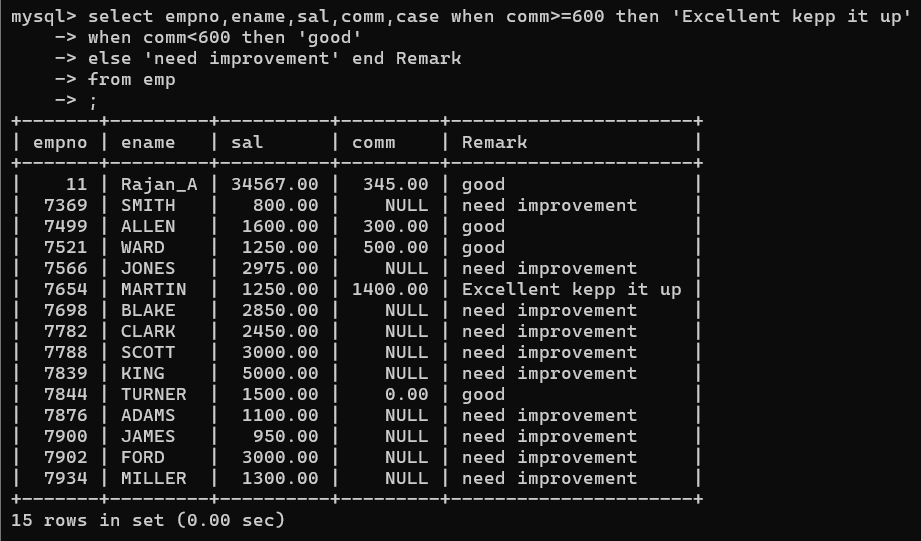 mysql> select empno,ename,sal,comm,case when comm>=600 then 'Excellent kepp it up'
    -> when comm<600 then 'good'
    -> else 'need improvement' end Remark
    -> from emp
    -> ;
+-------+---------+----------+---------+----------------------+
| empno | ename   | sal      | comm    | Remark               |
+-------+---------+----------+---------+----------------------+
|    11 | Rajan_A | 34567.00 |  345.00 | good                 |
|  7369 | SMITH   |   800.00 |    NULL | need improvement     |
|  7499 | ALLEN   |  1600.00 |  300.00 | good                 |
|  7521 | WARD    |  1250.00 |  500.00 | good                 |
|  7566 | JONES   |  2975.00 |    NULL | need improvement     |
|  7654 | MARTIN  |  1250.00 | 1400.00 | Excellent kepp it up |
|  7698 | BLAKE   |  2850.00 |    NULL | need improvement     |
|  7782 | CLARK   |  2450.00 |    NULL | need improvement     |
|  7788 | SCOTT   |  3000.00 |    NULL | need improvement     |
|  7839 | KING    |  5000.00 |    NULL | need improvement     |
|  7844 | TURNER  |  1500.00 |    0.00 | good                 |
|  7876 | ADAMS   |  1100.00 |    NULL | need improvement     |
|  7900 | JAMES   |   950.00 |    NULL | need improvement     |
|  7902 | FORD    |  3000.00 |    NULL | need improvement     |
|  7934 | MILLER  |  1300.00 |    NULL | need improvement     |
+-------+---------+----------+---------+----------------------+
15 rows in set (0.00 sec)